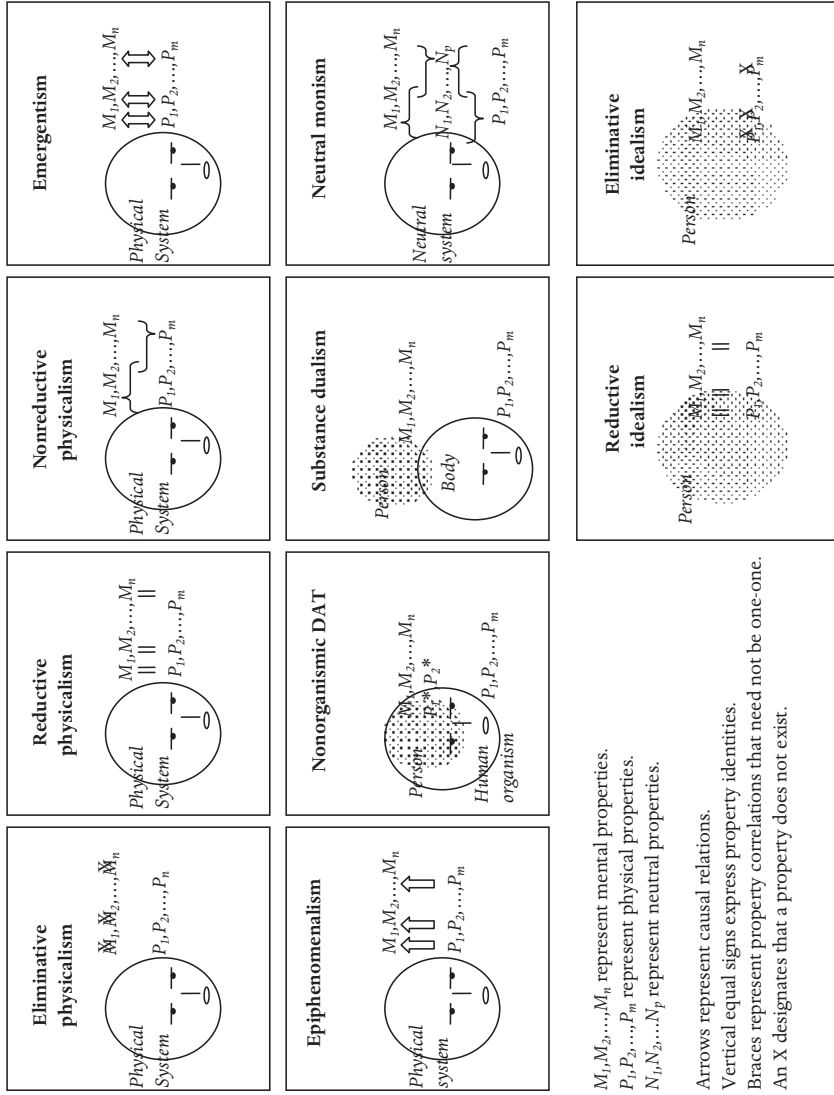 Eliminative
physicalism
Physical
System
M₁,M₂,…,Mₙ
P₁,P₂,…,Pₙ
Reductive
physicalism
Physical
System
M₁,M₂,…,Mₙ
P₁,P₂,…,Pₘ
Nonreductive
physicalism
Physical
System
M₁,M₂,…,Mₙ
P₁,P₂,…,Pₘ
Emergentism
Physical
System
M₁,M₂,…,Mₙ
P₁,P₂,…,Pₘ
Epiphenomenalism
Physical
system
M₁,M₂,…,Mₙ
P₁,P₂,…,Pₘ
Nonorganismic DAT
Person
M₁,M₂,…,Mₙ
P₁*,P₂*
Human
organism
P₁,P₂,…,Pₘ
Substance dualism
Person
M₁,M₂,…,Mₙ
Body
P₁,P₂,…,Pₘ
Neutral monism
Neutral
system
M₁,M₂,…,Mₙ
N₁,N₂,…,Nₚ
P₁,P₂,…,Pₘ
M₁,M₂,…,Mₙ represent mental properties.
P₁,P₂,…,Pₘ represent physical properties.
N₁,N₂,…Nₚ represent neutral properties.
Arrows represent causal relations.
Vertical equal signs express property identities.
Braces represent property correlations that need not be one-one.
An X designates that a property does not exist.
Reductive
idealism
Person
M₁,M₂,…,Mₙ
P₁,P₂,…,Pₘ
Eliminative
idealism
Person
M₁,M₂,…,Mₙ
P₁,P₂,…,Pₘ